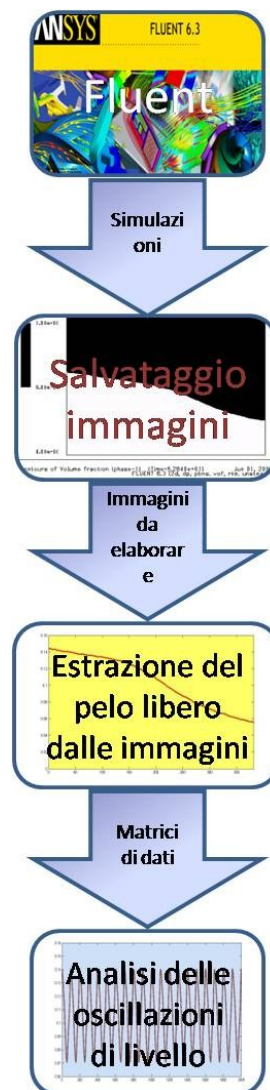 ANSYS FLUENT 6.3
Fluent
Simulazi
oni
Salvataggio
immagini
Immagini
da
elaborar
e
Estrazione del
pelo libero
dalle immagini
Matrici
di dati
Analisi delle
oscillazioni
di livello